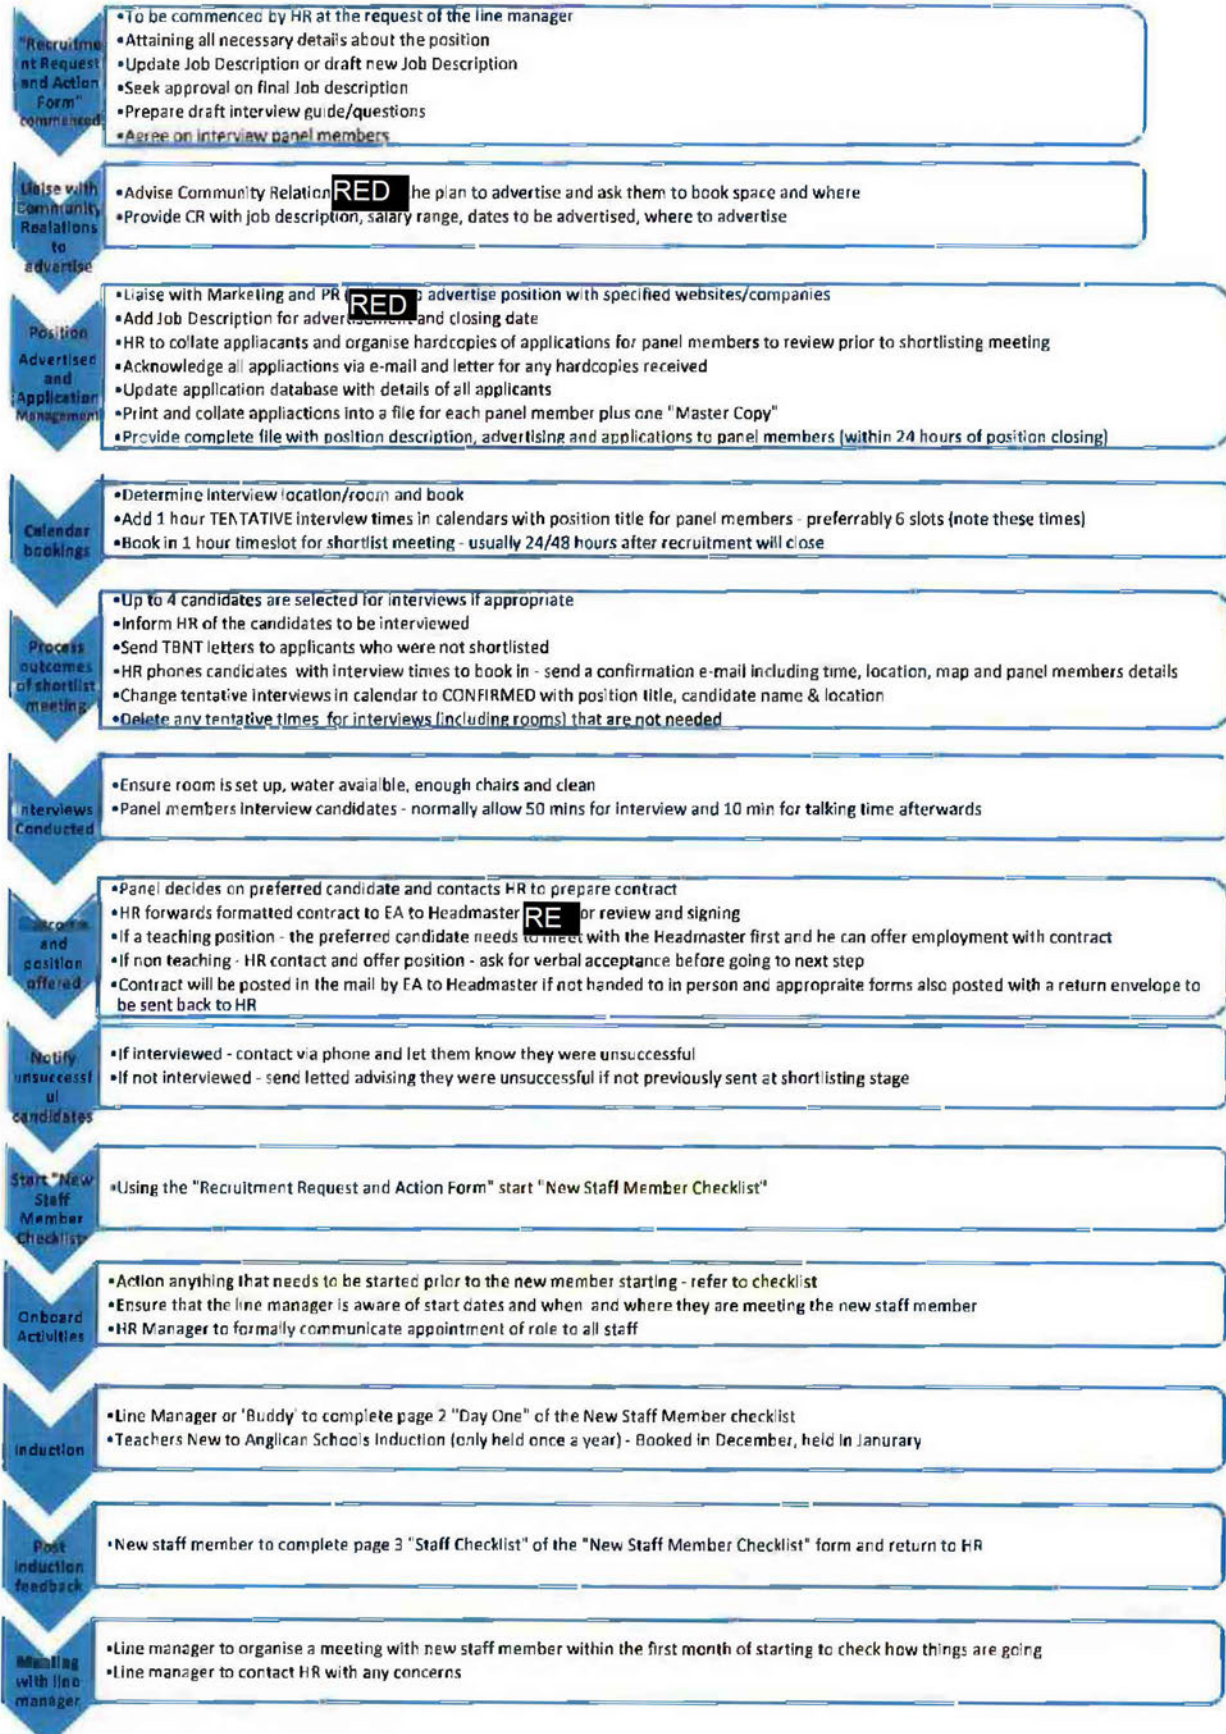 "Recruitme
nt Request
and Action
Form"
commenced
•To be commenced by HR at the request of the line manager
•Attaining all necessary details about the position
•Update Job Description or draft new Job Description
•Seek approval on final Job description
•Prepare draft interview guide/questions
•Agree on interview panel members
Liaise with
Community
Realations
to
advertise
•Advise Community Relation RED he plan to advertise and ask them to book space and where
•Provide CR with job description, salary range, dates to be advertised, where to advertise
Position
Advertised
and
Application
Management
•Liaise with Marketing and PR RED advertise position with specified websites/companies
•Add Job Description for advertisement and closing date
•HR to collate appliacants and organise hardcopies of applications for panel members to review prior to shortlisting meeting
•Acknowledge all appliactions via e-mail and letter for any hardcopies received
•Update application database with details of all applicants
•Print and collate appliactions into a file for each panel member plus one "Master Copy"
•Provide complete file with position description, advertising and applications to panel members (within 24 hours of position closing)
Calendar
bookings
•Determine interview location/room and book
•Add 1 hour TENTATIVE interview times in calendars with position title for panel members - preferrably 6 slots (note these times)
•Book in 1 hour timeslot for shortlist meeting - usually 24/48 hours after recruitment will close
Process
outcomes
of shortlist
meeting
•Up to 4 candidates are selected for interviews if appropriate
•Inform HR of the candidates to be interviewed
•Send TBNT letters to applicants who were not shortlisted
•HR phones candidates with interview times to book in - send a confirmation e-mail including time, location, map and panel members details
•Change tentative interviews in calendar to CONFIRMED with position title, candidate name & location
•Delete any tentative times for interviews (including rooms) that are not needed
Interviews
Conducted
•Ensure room is set up, water avaialble, enough chairs and clean
•Panel members interview candidates - normally allow 50 mins for interview and 10 min for talking time afterwards
and
position
offered
•Panel decides on preferred candidate and contacts HR to prepare contract
•HR forwards formatted contract to EA to Headmaster RE or review and signing
•If a teaching position - the preferred candidate needs to meet with the Headmaster first and he can offer employment with contract
•If non teaching - HR contact and offer position - ask for verbal acceptance before going to next step
•Contract will be posted in the mail by EA to Headmaster if not handed to in person and appropraite forms also posted with a return envelope to
be sent back to HR
Notify
unsuccessf
ul
candidates
•If interviewed - contact via phone and let them know they were unsuccessful
•If not interviewed - send letted advising they were unsuccessful if not previously sent at shortlisting stage
Start "New
Staff
Member
Checklist"
•Using the "Recruitment Request and Action Form" start "New Staff Member Checklist"
Onboard
Activities
•Action anything that needs to be started prior to the new member starting - refer to checklist
•Ensure that the line manager is aware of start dates and when and where they are meeting the new staff member
•HR Manager to formally communicate appointment of role to all staff
Induction
•Line Manager or 'Buddy' to complete page 2 "Day One" of the New Staff Member checklist
•Teachers New to Anglican Schools Induction (only held once a year) - Booked in December, held in Janurary
Post
induction
feedback
•New staff member to complete page 3 "Staff Checklist" of the "New Staff Member Checklist" form and return to HR
Meeting
with line
manager
•Line manager to organise a meeting with new staff member within the first month of starting to check how things are going
•Line manager to contact HR with any concerns